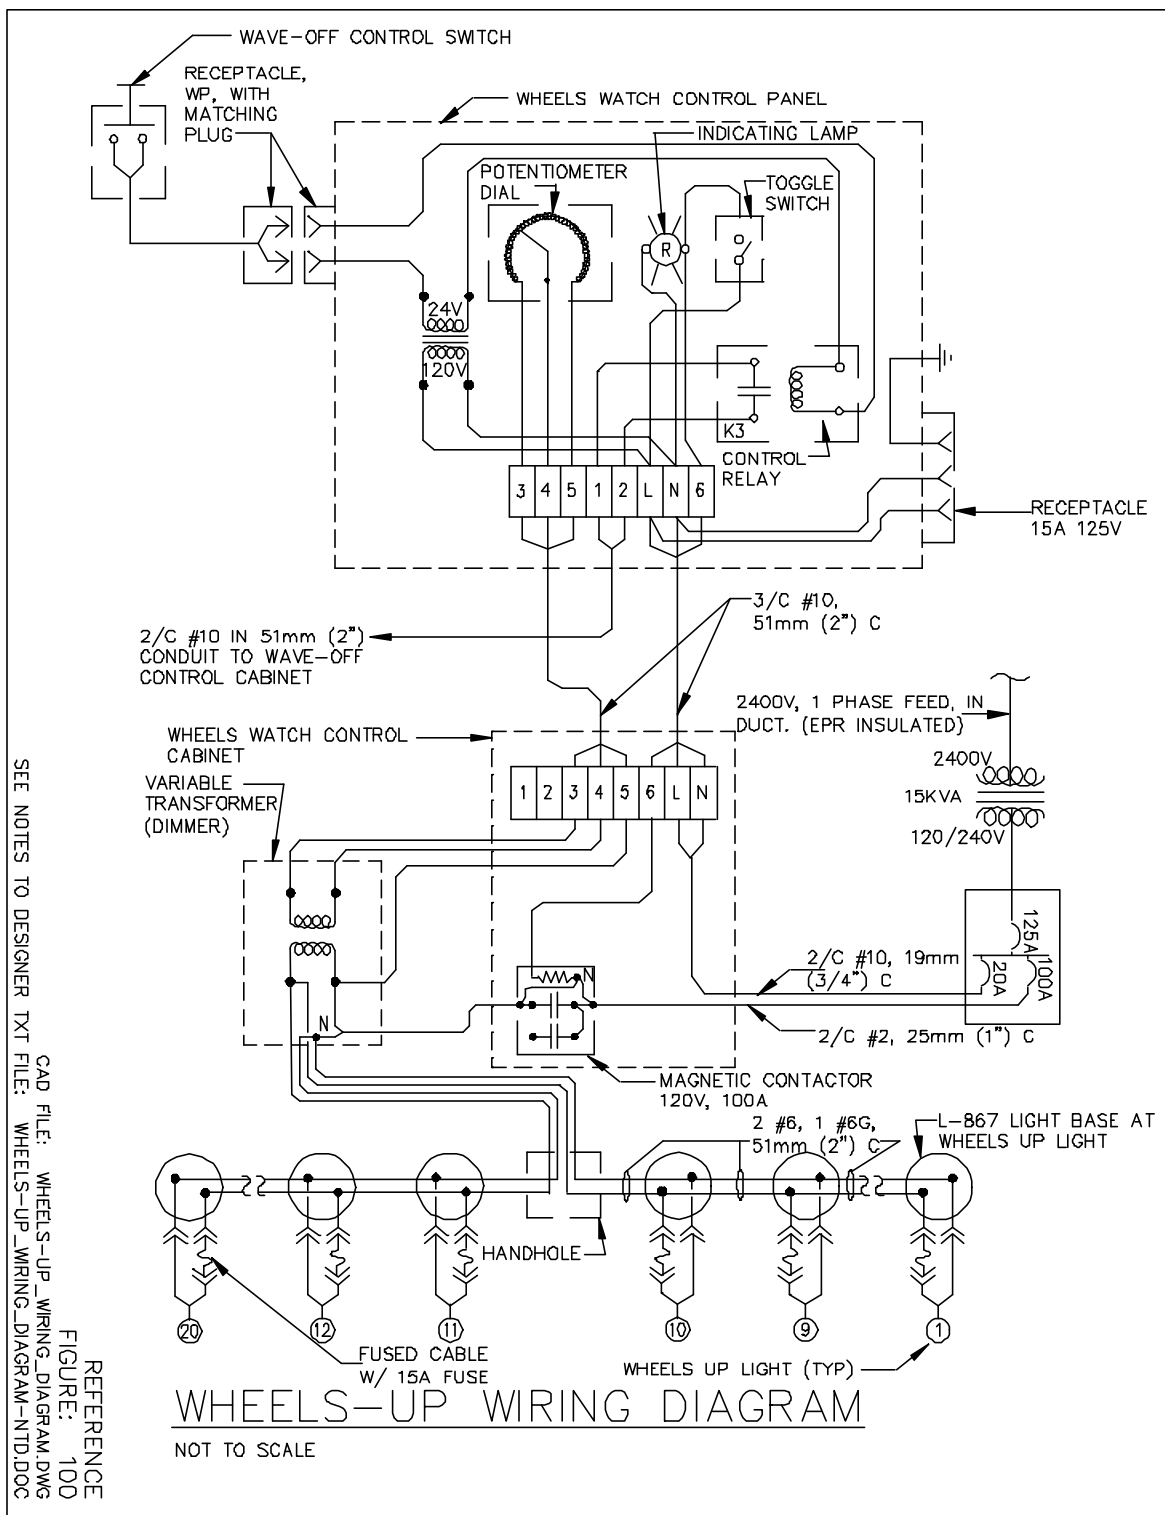 WAVE-OFF CONTROL SWITCH
RECEPTACLE,
WP, WITH
MATCHING
PLUG
WHEELS WATCH CONTROL PANEL
INDICATING LAMP
POTENTIOMETER
DIAL
TOGGLE
SWITCH
R
24V
120V
K3
CONTROL
RELAY
3 4 5 1 2 L N 6
RECEPTACLE
15A 125V
3/C #10,
51mm (2") C
2/C #10 IN 51mm (2")
CONDUIT TO WAVE-OFF
CONTROL CABINET
2400V, 1 PHASE FEED, IN
DUCT. (EPR INSULATED)
WHEELS WATCH CONTROL
CABINET
2400V
15KVA
120/240V
VARIABLE
TRANSFORMER
(DIMMER)
1 2 3 4 5 6 L N
125A
20A
100A
2/C #10, 19mm
(3/4") C
N
N
2/C #2, 25mm (1") C
MAGNETIC CONTACTOR
120V, 100A
2 #6, 1 #6G,
51mm (2") C
L-867 LIGHT BASE AT
WHEELS UP LIGHT
HANDHOLE
20 12 11 10 9 1
FUSED CABLE
W/ 15A FUSE
WHEELS UP LIGHT (TYP)
WHEELS-UP WIRING DIAGRAM
NOT TO SCALE
REFERENCE
FIGURE: 100
CAD FILE: WHEELS-UP_WIRING_DIAGRAM.DWG
SEE NOTES TO DESIGNER TXT FILE: WHEELS-UP_WIRING_DIAGRAM-NTD.DOC